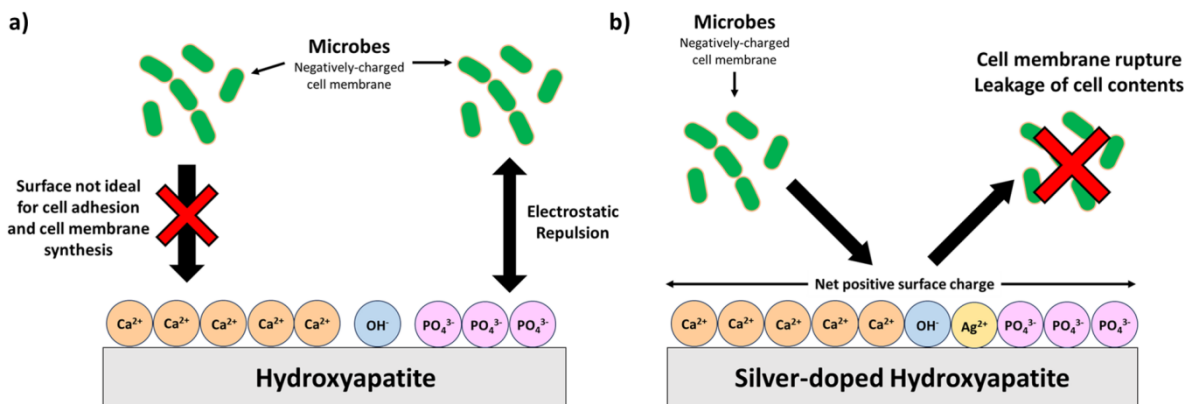 a)
Microbes
Negatively-charged
cell membrane
Surface not ideal
for cell adhesion
and cell membrane
synthesis
Electrostatic
Repulsion
Ca²⁺ Ca²⁺ Ca²⁺ Ca²⁺ Ca²⁺ OH⁻ PO₄³⁻ PO₄³⁻ PO₄³⁻
Hydroxyapatite
b)
Microbes
Negatively-charged
cell membrane
Cell membrane rupture
Leakage of cell contents
Net positive surface charge
Ca²⁺ Ca²⁺ Ca²⁺ Ca²⁺ Ca²⁺ OH⁻ Ag²⁺ PO₄³⁻ PO₄³⁻ PO₄³⁻
Silver-doped Hydroxyapatite